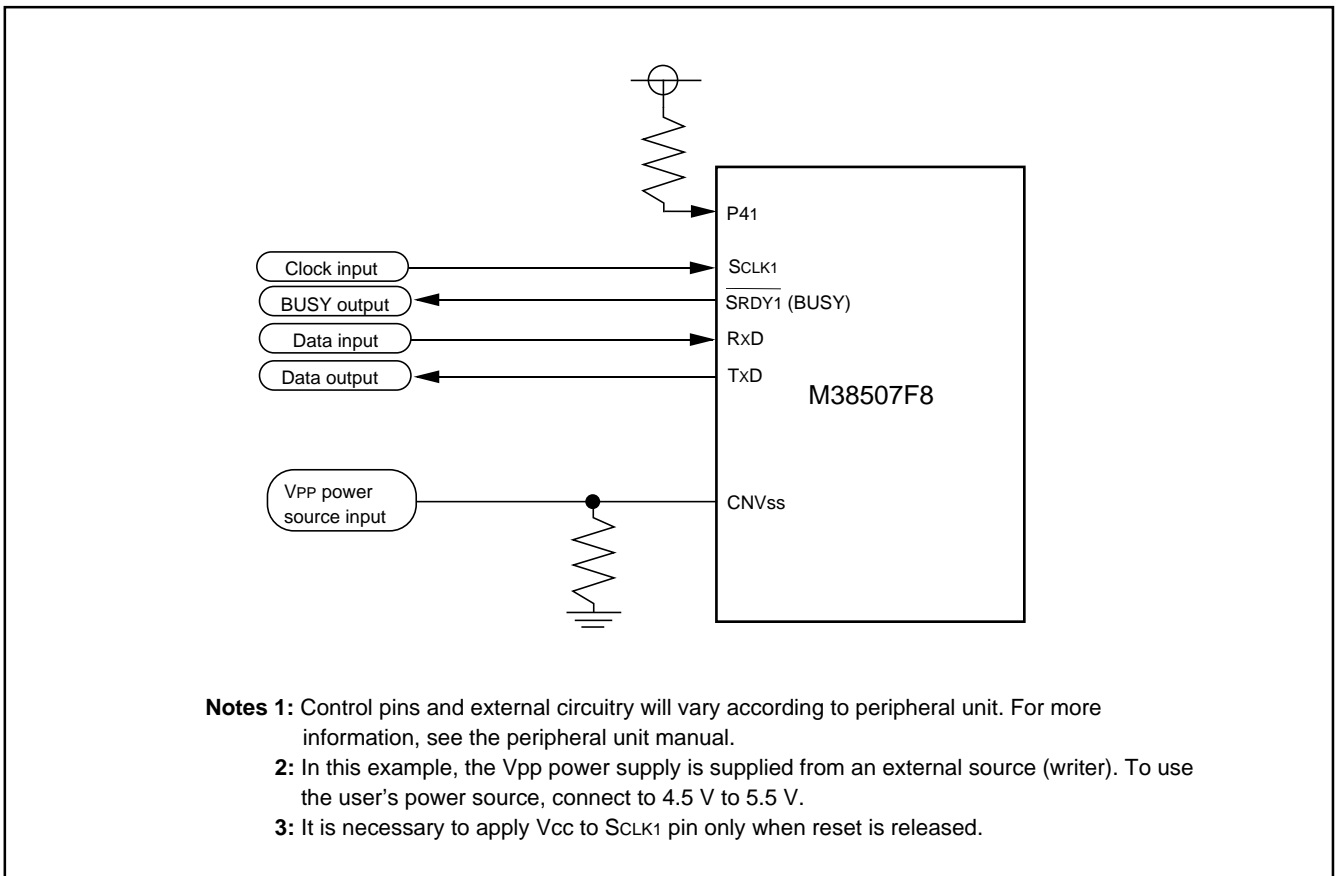 P41
Clock input
SCLK1
BUSY output
SRDY1 (BUSY)
Data input
RxD
Data output
TxD
M38507F8
VPP power
source input
CNVss
Notes 1: Control pins and external circuitry will vary according to peripheral unit. For more
information, see the peripheral unit manual.
2: In this example, the Vpp power supply is supplied from an external source (writer). To use
the user’s power source, connect to 4.5 V to 5.5 V.
3: It is necessary to apply Vcc to SCLK1 pin only when reset is released.